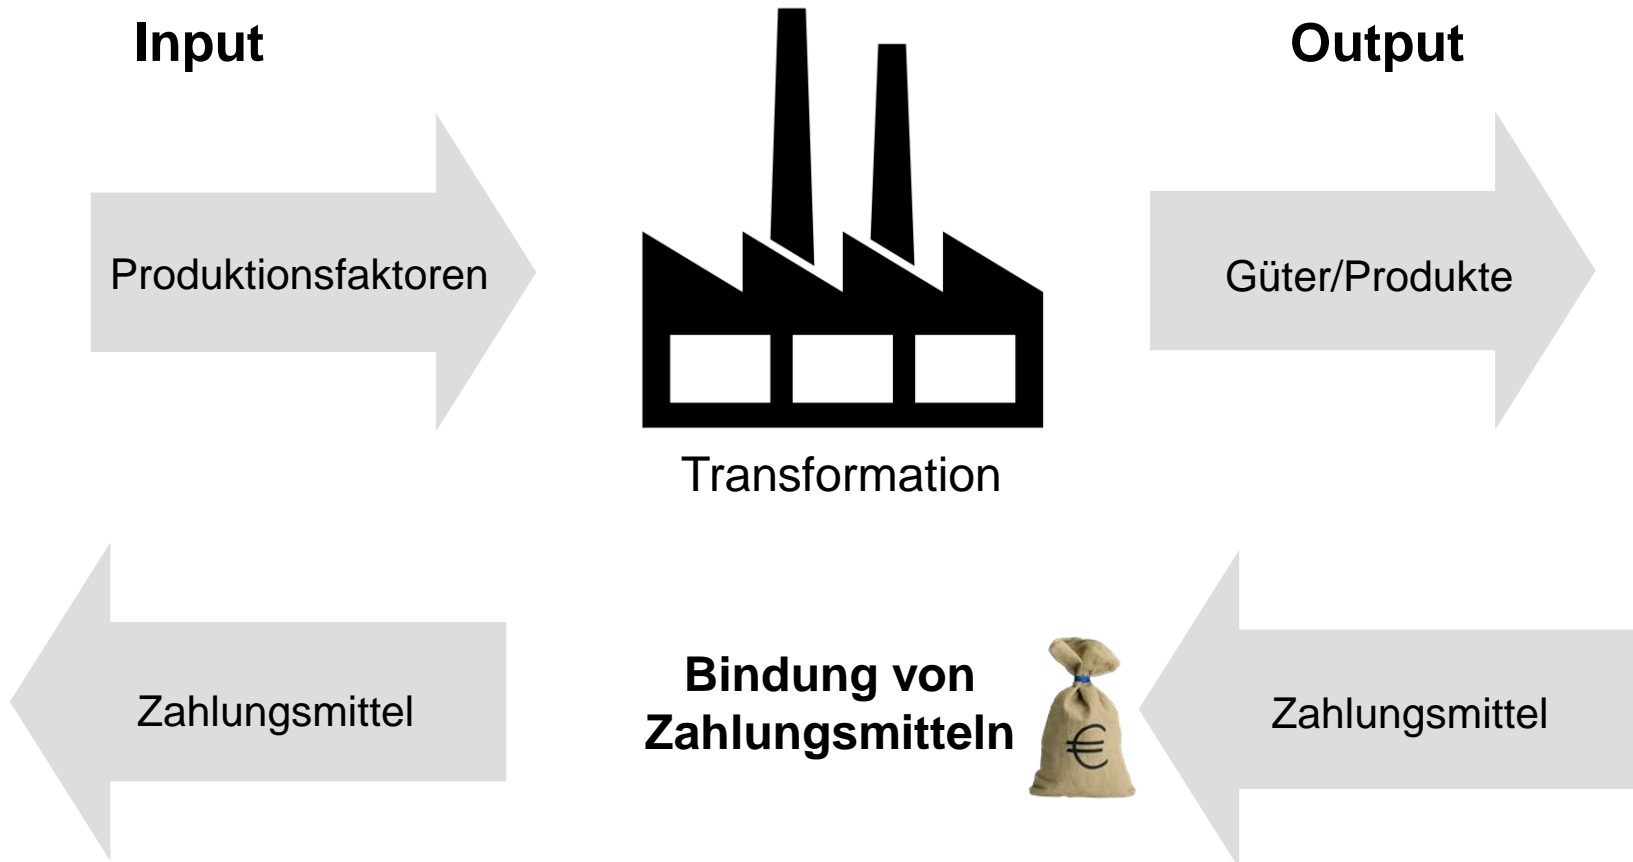 Input
Output
Produktionsfaktoren
Güter/Produkte
Transformation
Zahlungsmittel
Bindung von
Zahlungsmitteln
€
Zahlungsmittel